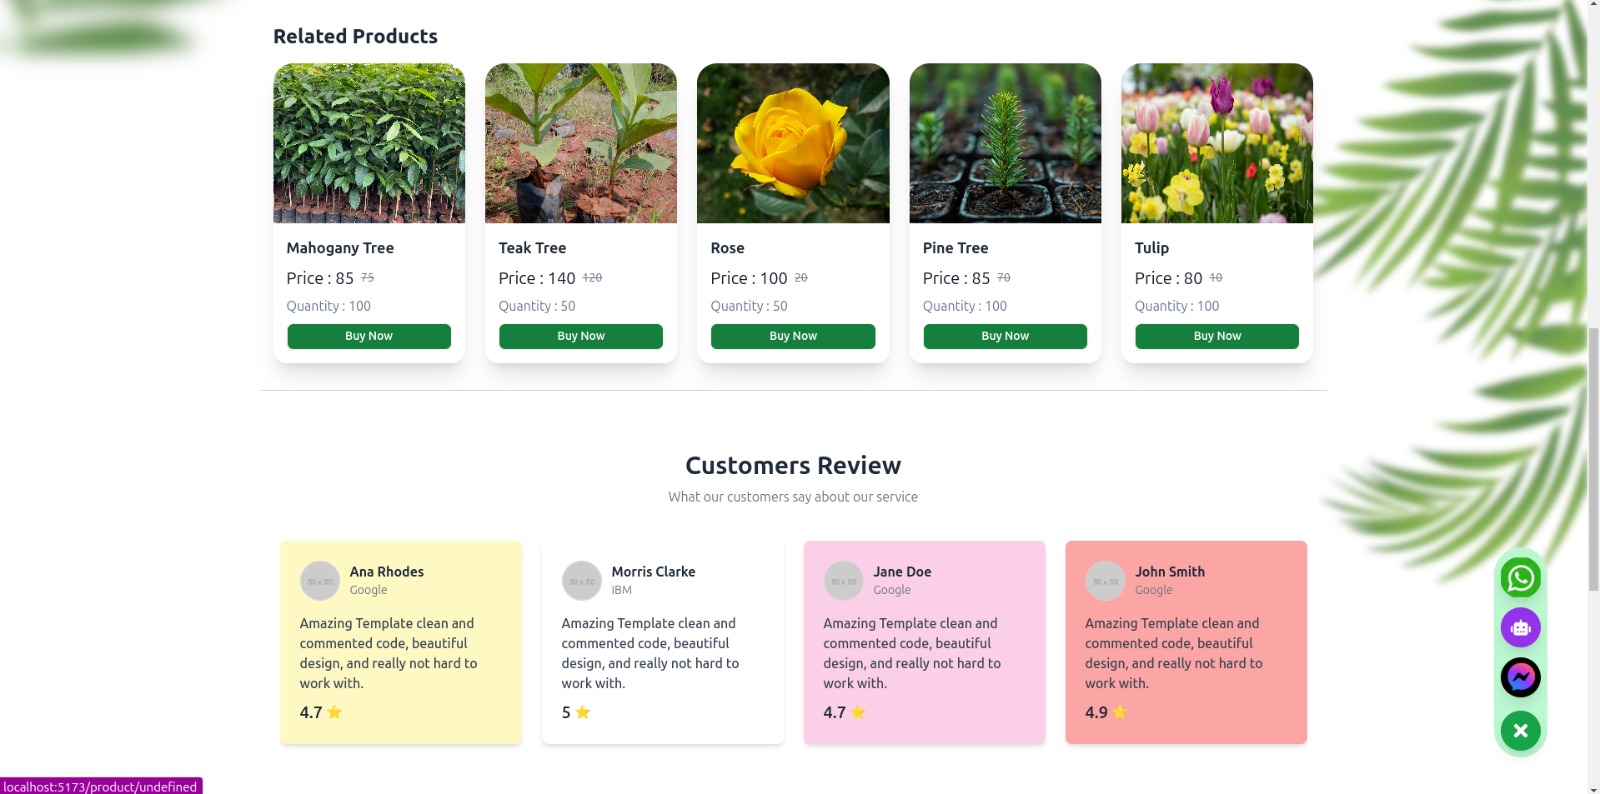 Related Products
Mahogany Tree
Price : 85 75
Quantity : 100
Buy Now
Teak Tree
Price : 140 120
Quantity : 50
Buy Now
Rose
Price : 100 20
Quantity : 50
Buy Now
Pine Tree
Price : 85 70
Quantity : 100
Buy Now
Tulip
Price : 80 10
Quantity : 100
Buy Now
Customers Review
What our customers say about our service
50 x 50
Ana Rhodes
Google
Amazing Template clean and
commented code, beautiful
design, and really not hard to
work with.
4.7
50 x 50
Morris Clarke
IBM
Amazing Template clean and
commented code, beautiful
design, and really not hard to
work with.
5
50 x 50
Jane Doe
Google
Amazing Template clean and
commented code, beautiful
design, and really not hard to
work with.
4.7
50 x 50
John Smith
Google
Amazing Template clean and
commented code, beautiful
design, and really not hard to
work with.
4.9
localhost:5173/product/undefined